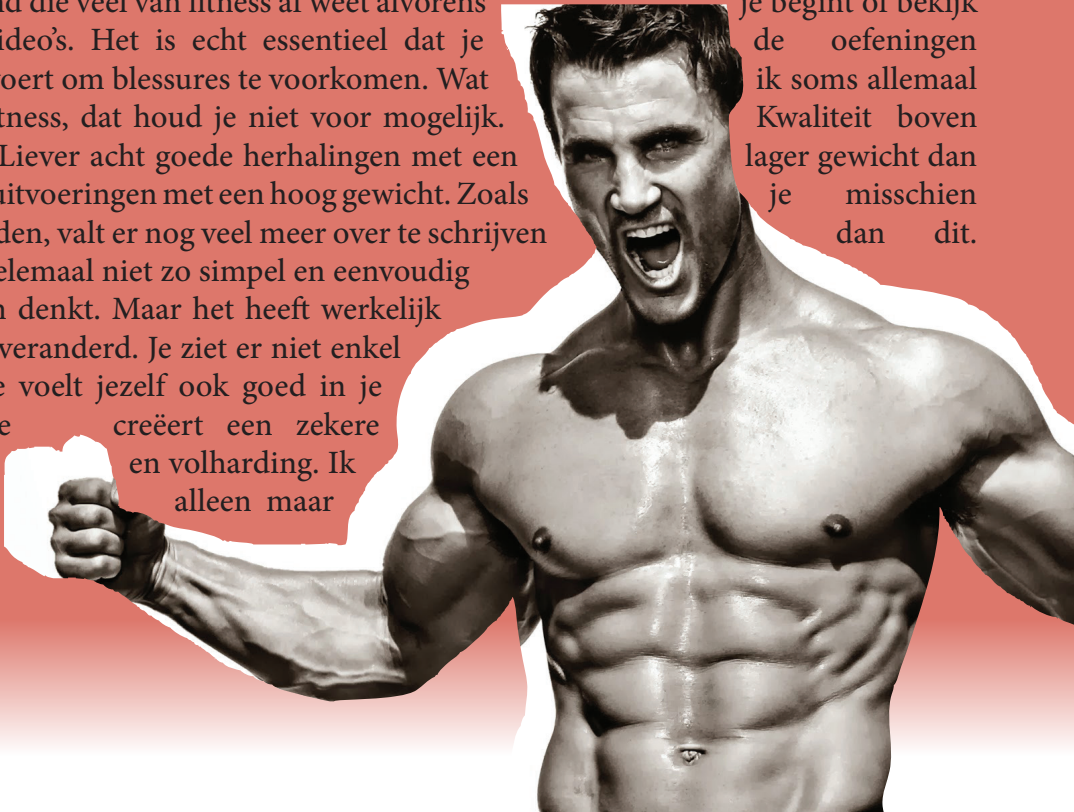 die veel van fitness al weet alvorens je begint of bekijk
ideo’s. Het is echt essentieel dat je de oefeningen
voert om blessures te voorkomen. Wat ik soms allemaal
tness, dat houd je niet voor mogelijk. Kwaliteit boven
Liever acht goede herhalingen met een lager gewicht dan
uitvoeringen met een hoog gewicht. Zoals je misschien
den, valt er nog veel meer over te schrijven dan dit.
elemaal niet zo simpel en eenvoudig
n denkt. Maar het heeft werkelijk
veranderd. Je ziet er niet enkel
e voelt jezelf ook goed in je
e creëert een zekere
en volharding. Ik
alleen maar